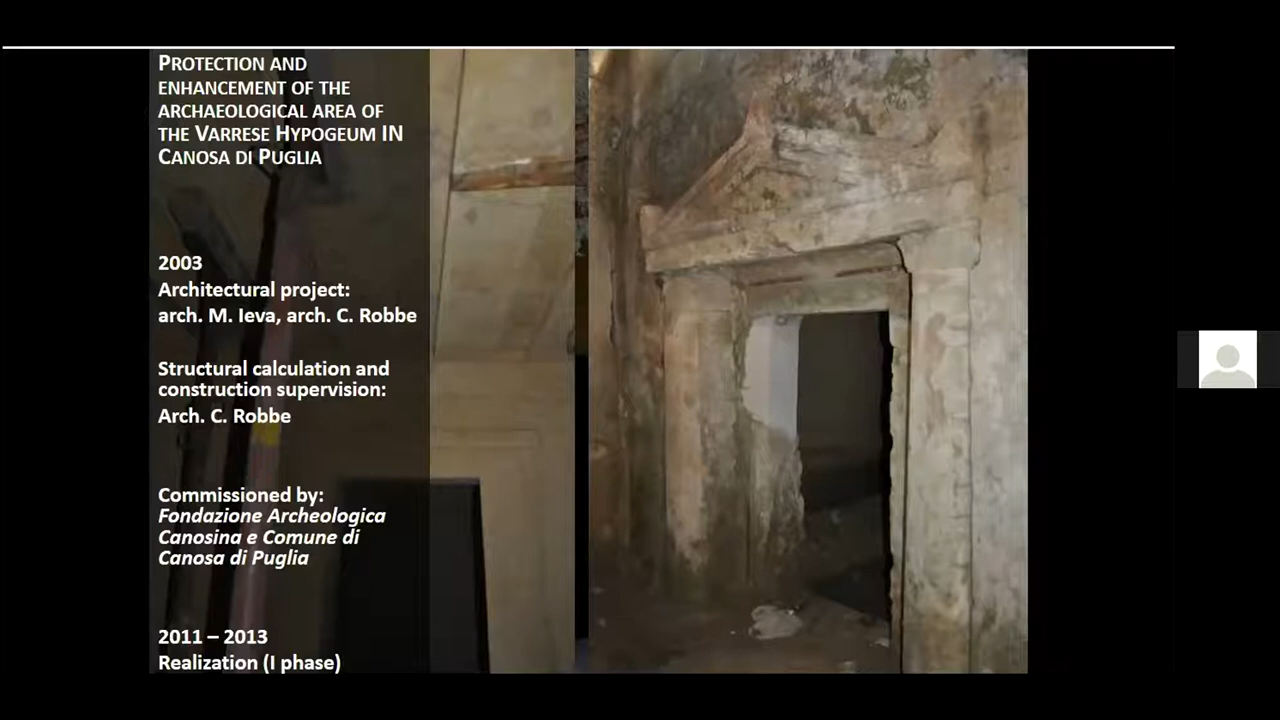 PROTECTION AND
ENHANCEMENT OF THE
ARCHAEOLOGICAL AREA OF
THE VARRESE HYPOGEUM IN
CANOSA DI PUGLIA
2003
Architectural project:
arch. M. Ieva, arch. C. Robbe
Structural calculation and
construction supervision:
Arch. C. Robbe
Commissioned by:
Fondazione Archeologica
Canosina e Comune di
Canosa di Puglia
2011 – 2013
Realization (I phase)